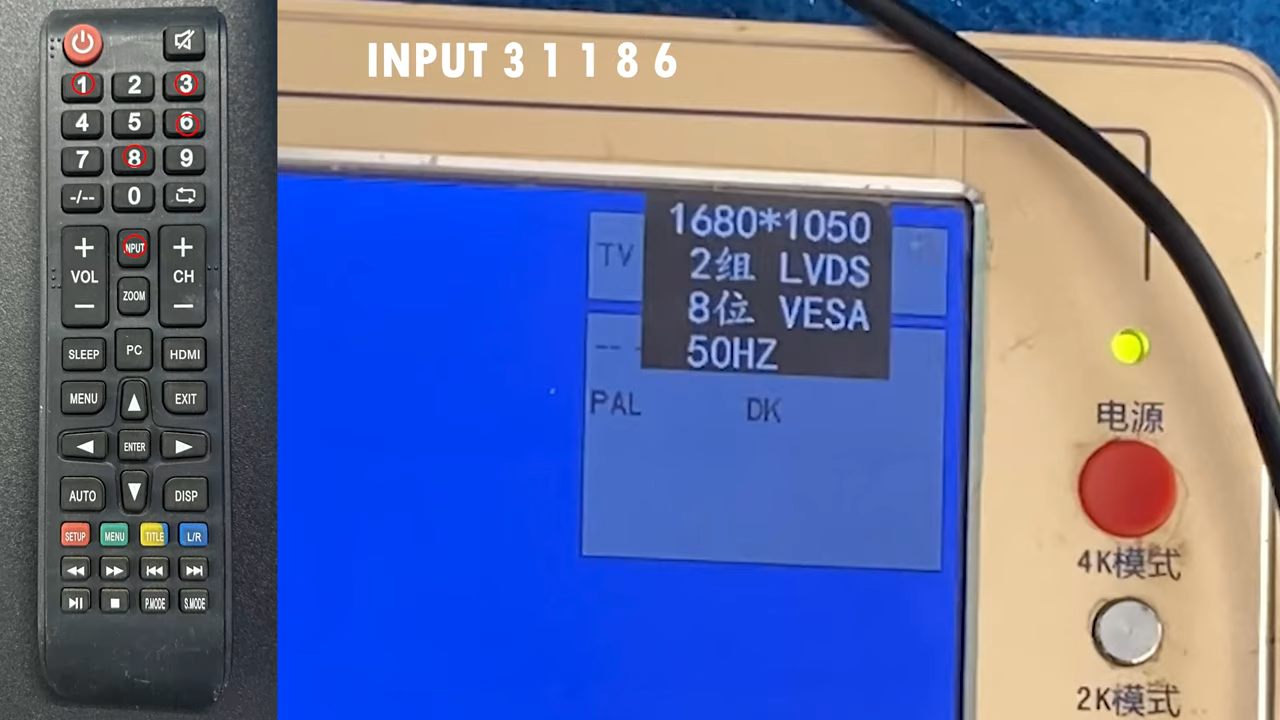 INPUT 3 1 1 8 6
1 2 3
4 5 6
7 8 9
-/-- 0
+ INPUT +
VOL CH
- ZOOM -
SLEEP PC HDMI
MENU EXIT
ENTER
AUTO DISP
SETUP MENU TITLE L/R
P.MODE S.MODE
TV
1680*1050
2组 LVDS
8位 VESA
50HZ
PAL DK
电源
4K模式
2K模式